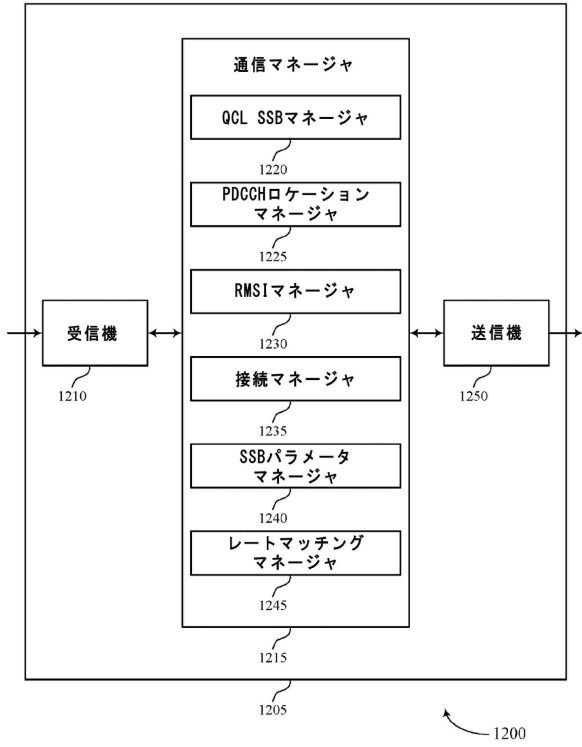 通信マネージャ
QCL SSBマネージャ
1220
PDCCHロケーション
マネージャ
1225
RMSIマネージャ
1230
受信機
1210
送信機
1250
接続マネージャ
1235
SSBパラメータ
マネージャ
1240
レートマッチング
マネージャ
1245
1215
1205
1200